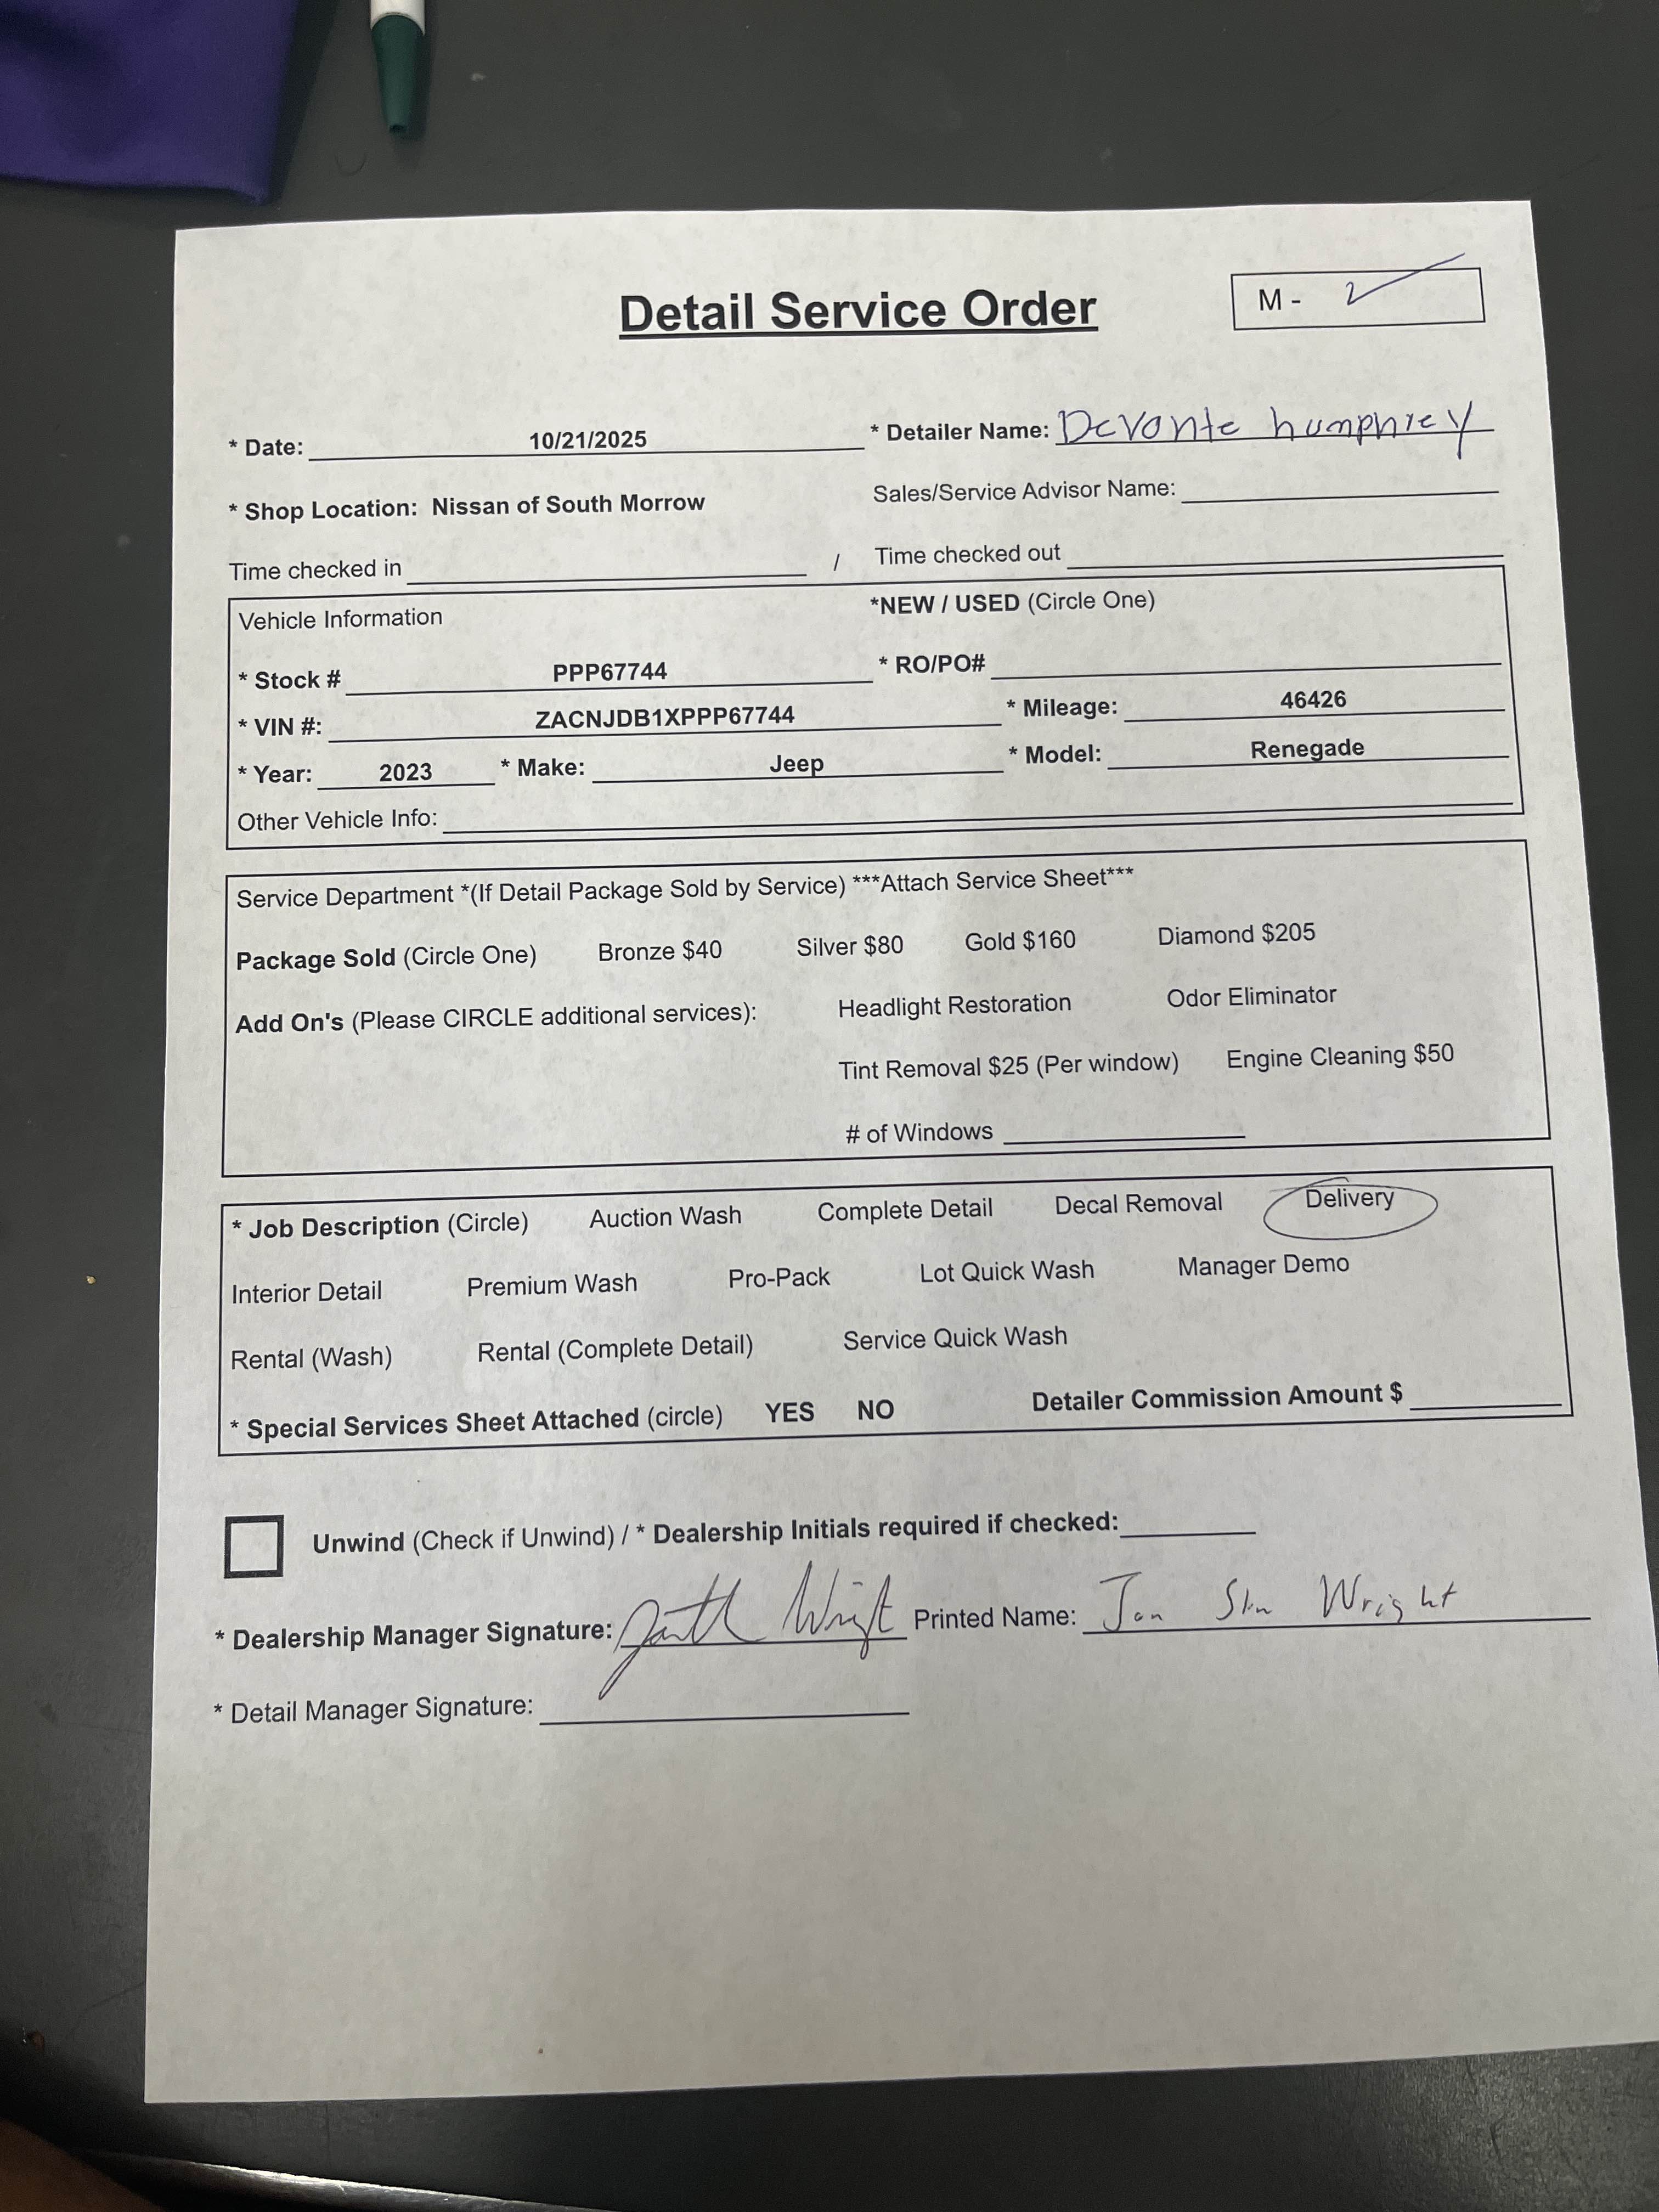 Detail Service Order
M -
* Date: 10/21/2025 * Detailer Name: DeVonte humphrey
* Shop Location: Nissan of South Morrow Sales/Service Advisor Name:
Time checked in / Time checked out
Vehicle Information *NEW / USED (Circle One)
* Stock # PPP67744 * RO/PO#
* VIN #: ZACNJDB1XPPP67744 * Mileage: 46426
* Year: 2023 * Make: Jeep * Model: Renegade
Other Vehicle Info:
Service Department *(If Detail Package Sold by Service) ***Attach Service Sheet***
Package Sold (Circle One) Bronze $40 Silver $80 Gold $160 Diamond $205
Add On's (Please CIRCLE additional services): Headlight Restoration Odor Eliminator
Tint Removal $25 (Per window) Engine Cleaning $50
# of Windows
* Job Description (Circle) Auction Wash Complete Detail Decal Removal Delivery
Interior Detail Premium Wash Pro-Pack Lot Quick Wash Manager Demo
Rental (Wash) Rental (Complete Detail) Service Quick Wash
* Special Services Sheet Attached (circle) YES NO Detailer Commission Amount $
Unwind (Check if Unwind) / * Dealership Initials required if checked:
* Dealership Manager Signature: Wright Printed Name: Wright
* Detail Manager Signature: